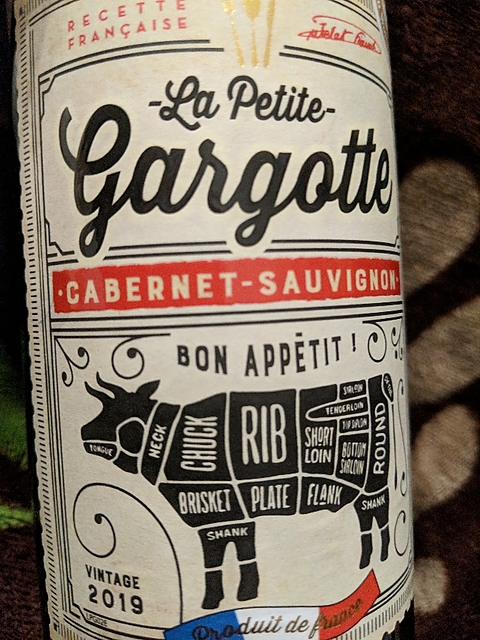 RECETTE
FRANÇAISE
-La Petite-
Gargotte
·CABERNET-SAUVIGNON·
BON APPÉTIT !
TONGUE
NECK
CHUCK
RIB
SIRLOIN
TENDERLOIN
TOP SIRLOIN
SHORT
LOIN
BOTTOM
SIRLOIN
ROUND
BRISKET
PLATE
FLANK
SHANK
SHANK
VINTAGE
2019
Produit de france